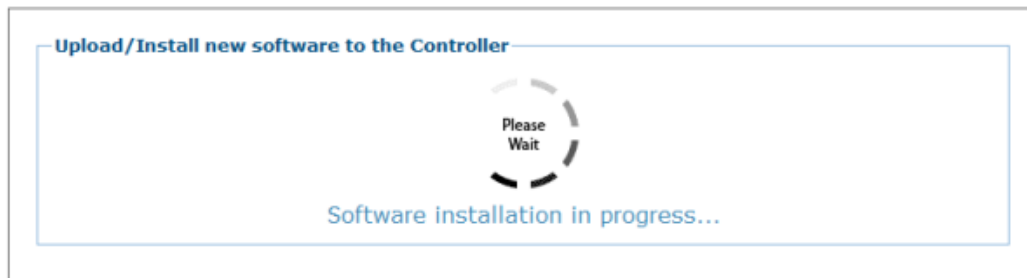 Upload/Install new software to the Controller
Please
Wait
Software installation in progress...